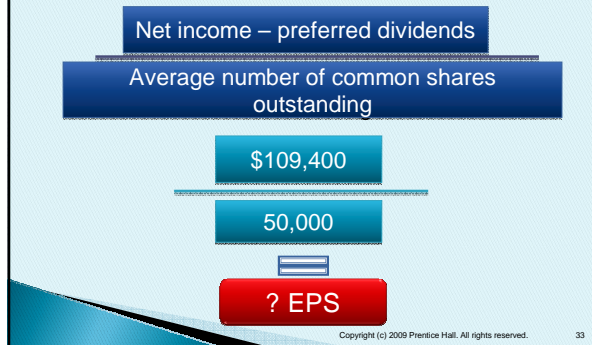 Net income – preferred dividends
Average number of common shares
outstanding
$109,400
50,000
? EPS
Copyright (c) 2009 Prentice Hall. All rights reserved. 33